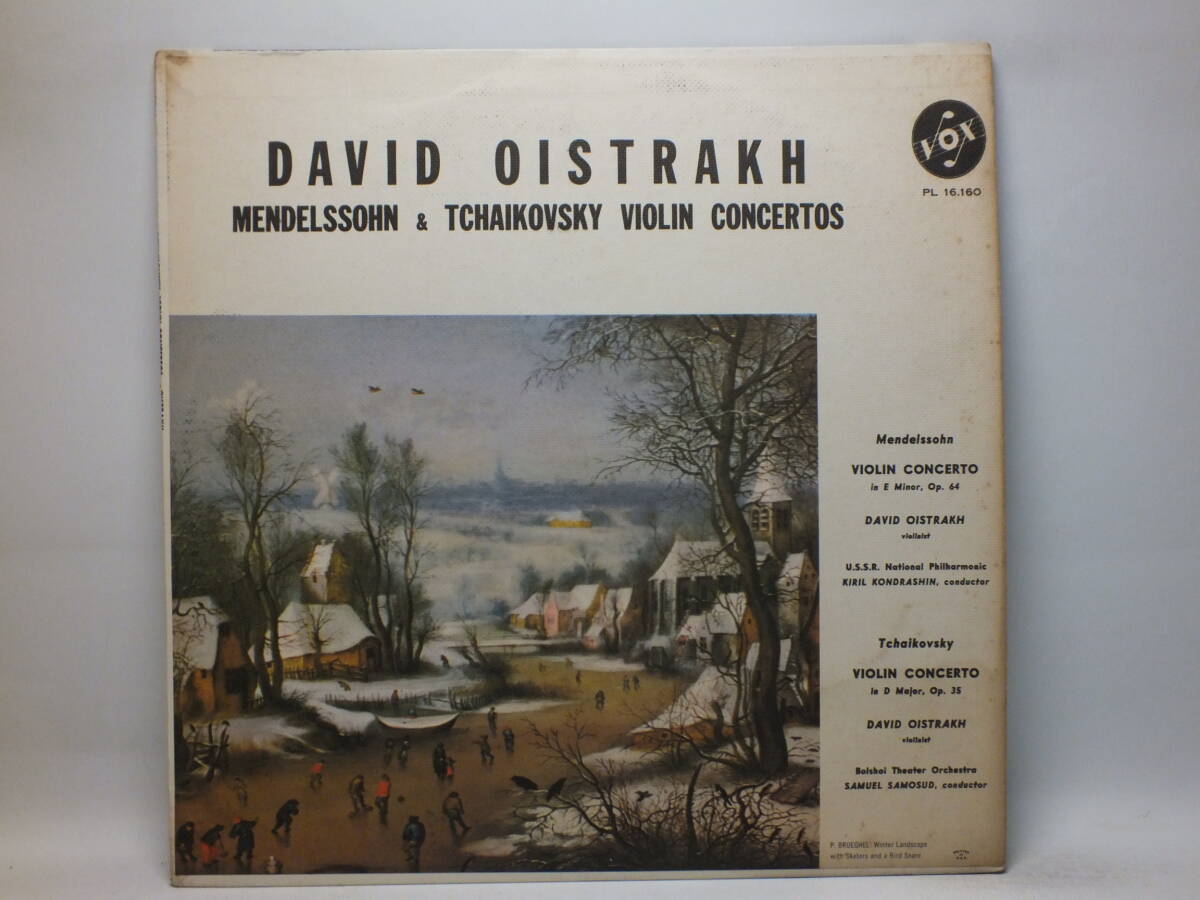 VOX
PL 16.160
DAVID OISTRAKH
MENDELSSOHN & TCHAIKOVSKY VIOLIN CONCERTOS
Mendelssohn
VIOLIN CONCERTO
in E Minor, Op. 64
DAVID OISTRAKH
violinist
U.S.S.R. National Philharmonic
KIRIL KONDRASHIN, conductor
Tchaikovsky
VIOLIN CONCERTO
in D Major, Op. 35
DAVID OISTRAKH
violinist
Bolshoi Theater Orchestra
SAMUEL SAMOSUD, conductor
P. BRUEGHEL: Winter Landscape
with Skaters and a Bird Snare